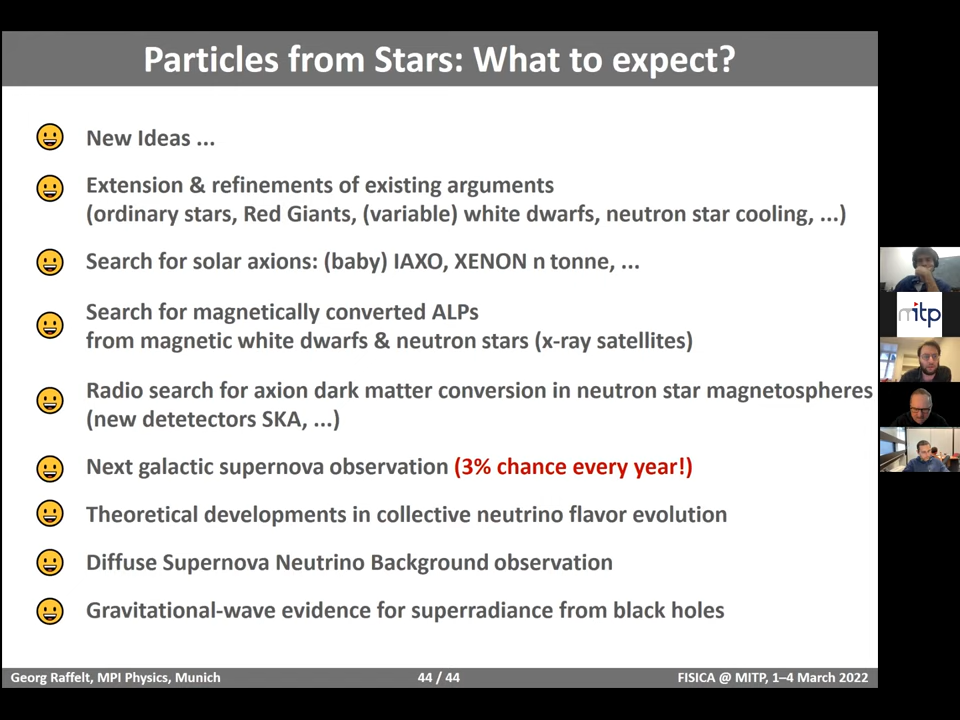 Particles from Stars: What to expect?
New Ideas ...
Extension & refinements of existing arguments
(ordinary stars, Red Giants, (variable) white dwarfs, neutron star cooling, ...)
Search for solar axions: (baby) IAXO, XENON n tonne, ...
Search for magnetically converted ALPs
from magnetic white dwarfs & neutron stars (x-ray satellites)
Radio search for axion dark matter conversion in neutron star magnetospheres
(new detetectors SKA, ...)
Next galactic supernova observation (3% chance every year!)
Theoretical developments in collective neutrino flavor evolution
Diffuse Supernova Neutrino Background observation
Gravitational-wave evidence for superradiance from black holes
Georg Raffelt, MPI Physics, Munich
44 / 44
FISICA @ MITP, 1–4 March 2022
mitp